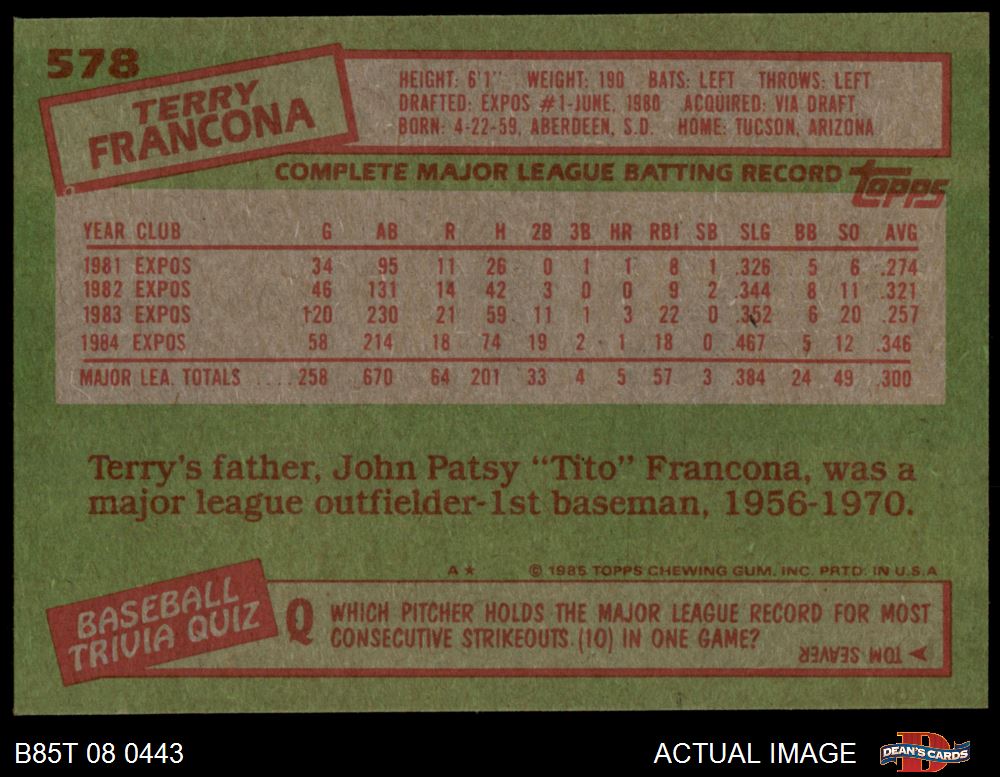 578
TERRY
FRANCONA
HEIGHT: 6'1" WEIGHT: 190 BATS: LEFT THROWS: LEFT
DRAFTED: EXPOS #1-JUNE, 1980 ACQUIRED: VIA DRAFT
BORN: 4-22-59, ABERDEEN, S.D. HOME: TUCSON, ARIZONA
COMPLETE MAJOR LEAGUE BATTING RECORD topps
YEAR CLUB G AB R H 2B 3B HR RBI SB SLG BB SO AVG
1981 EXPOS 34 95 11 26 0 1 1 8 1 .326 5 6 .274
1982 EXPOS 46 131 14 42 3 0 0 9 2 .344 8 11 .321
1983 EXPOS 120 230 21 59 11 1 3 22 0 .352 6 20 .257
1984 EXPOS 58 214 18 74 19 2 1 18 0 .467 5 12 .346
MAJOR LEA. TOTALS ....258 670 64 201 33 4 5 57 3 .384 24 49 .300
Terry's father, John Patsy "Tito" Francona, was a
major league outfielder-1st baseman, 1956-1970.
A ★ © 1985 TOPPS CHEWING GUM, INC. PRTD. IN U.S.A
BASEBALL
TRIVIA QUIZ
Q WHICH PITCHER HOLDS THE MAJOR LEAGUE RECORD FOR MOST
CONSECUTIVE STRIKEOUTS (10) IN ONE GAME?
TOM SEAVER
B85T 08 0443
ACTUAL IMAGE
DEAN'S CARDS